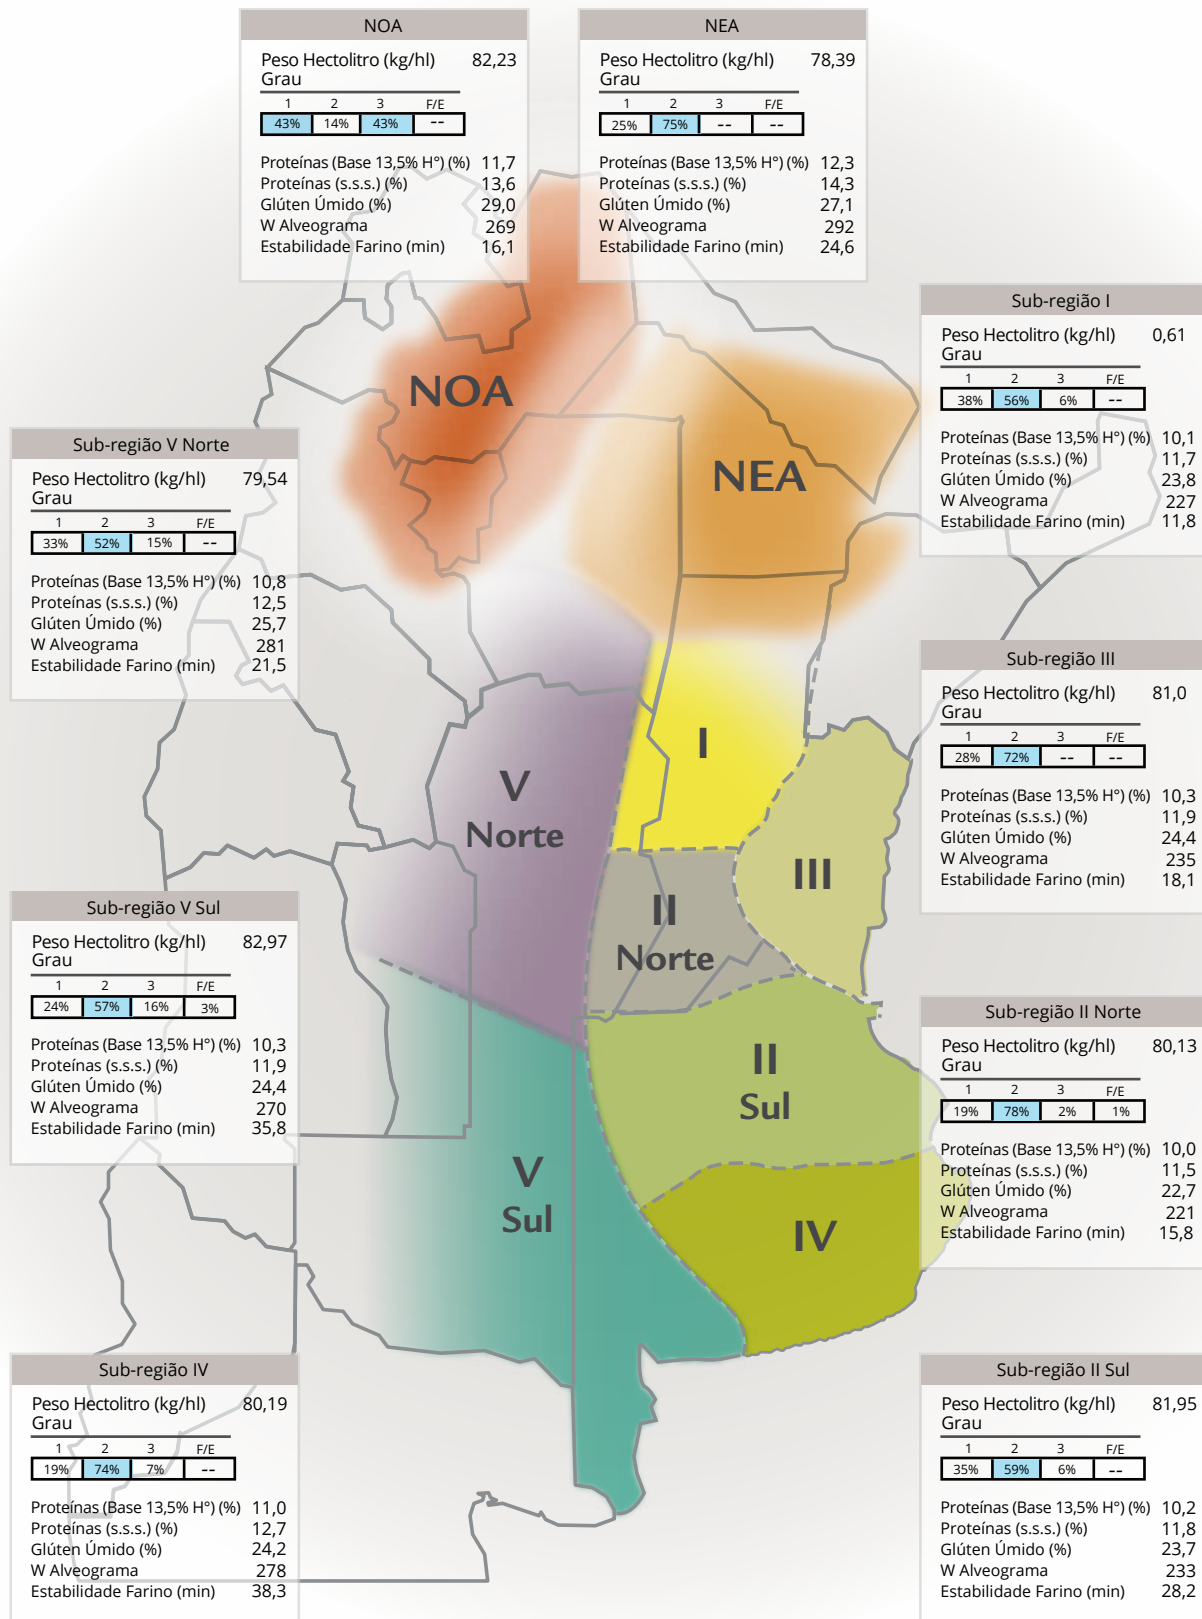 NOA
Peso Hectolitro (kg/hl) 82,23
Grau
1 2 3 F/E
43% 14% 43% --
Proteínas (Base 13,5% H°) (%) 11,7
Proteínas (s.s.s.) (%) 13,6
Glúten Úmido (%) 29,0
W Alveograma 269
Estabilidade Farino (min) 16,1
NEA
Peso Hectolitro (kg/hl) 78,39
Grau
1 2 3 F/E
25% 75% -- --
Proteínas (Base 13,5% H°) (%) 12,3
Proteínas (s.s.s.) (%) 14,3
Glúten Úmido (%) 27,1
W Alveograma 292
Estabilidade Farino (min) 24,6
Sub-região I
Peso Hectolitro (kg/hl) 0,61
Grau
1 2 3 F/E
38% 56% 6% --
Proteínas (Base 13,5% H°) (%) 10,1
Proteínas (s.s.s.) (%) 11,7
Glúten Úmido (%) 23,8
W Alveograma 227
Estabilidade Farino (min) 11,8
NOA
NEA
Sub-região V Norte
Peso Hectolitro (kg/hl) 79,54
Grau
1 2 3 F/E
33% 52% 15% --
Proteínas (Base 13,5% H°) (%) 10,8
Proteínas (s.s.s.) (%) 12,5
Glúten Úmido (%) 25,7
W Alveograma 281
Estabilidade Farino (min) 21,5
Sub-região III
Peso Hectolitro (kg/hl) 81,0
Grau
1 2 3 F/E
28% 72% -- --
Proteínas (Base 13,5% H°) (%) 10,3
Proteínas (s.s.s.) (%) 11,9
Glúten Úmido (%) 24,4
W Alveograma 235
Estabilidade Farino (min) 18,1
I
V
Norte
III
II
Norte
Sub-região V Sul
Peso Hectolitro (kg/hl) 82,97
Grau
1 2 3 F/E
24% 57% 16% 3%
Proteínas (Base 13,5% H°) (%) 10,3
Proteínas (s.s.s.) (%) 11,9
Glúten Úmido (%) 24,4
W Alveograma 270
Estabilidade Farino (min) 35,8
Sub-região II Norte
Peso Hectolitro (kg/hl) 80,13
Grau
1 2 3 F/E
19% 78% 2% 1%
Proteínas (Base 13,5% H°) (%) 10,0
Proteínas (s.s.s.) (%) 11,5
Glúten Úmido (%) 22,7
W Alveograma 221
Estabilidade Farino (min) 15,8
II
Sul
V
Sul
IV
Sub-região IV
Peso Hectolitro (kg/hl) 80,19
Grau
1 2 3 F/E
19% 74% 7% --
Proteínas (Base 13,5% H°) (%) 11,0
Proteínas (s.s.s.) (%) 12,7
Glúten Úmido (%) 24,2
W Alveograma 278
Estabilidade Farino (min) 38,3
Sub-região II Sul
Peso Hectolitro (kg/hl) 81,95
Grau
1 2 3 F/E
35% 59% 6% --
Proteínas (Base 13,5% H°) (%) 10,2
Proteínas (s.s.s.) (%) 11,8
Glúten Úmido (%) 23,7
W Alveograma 233
Estabilidade Farino (min) 28,2